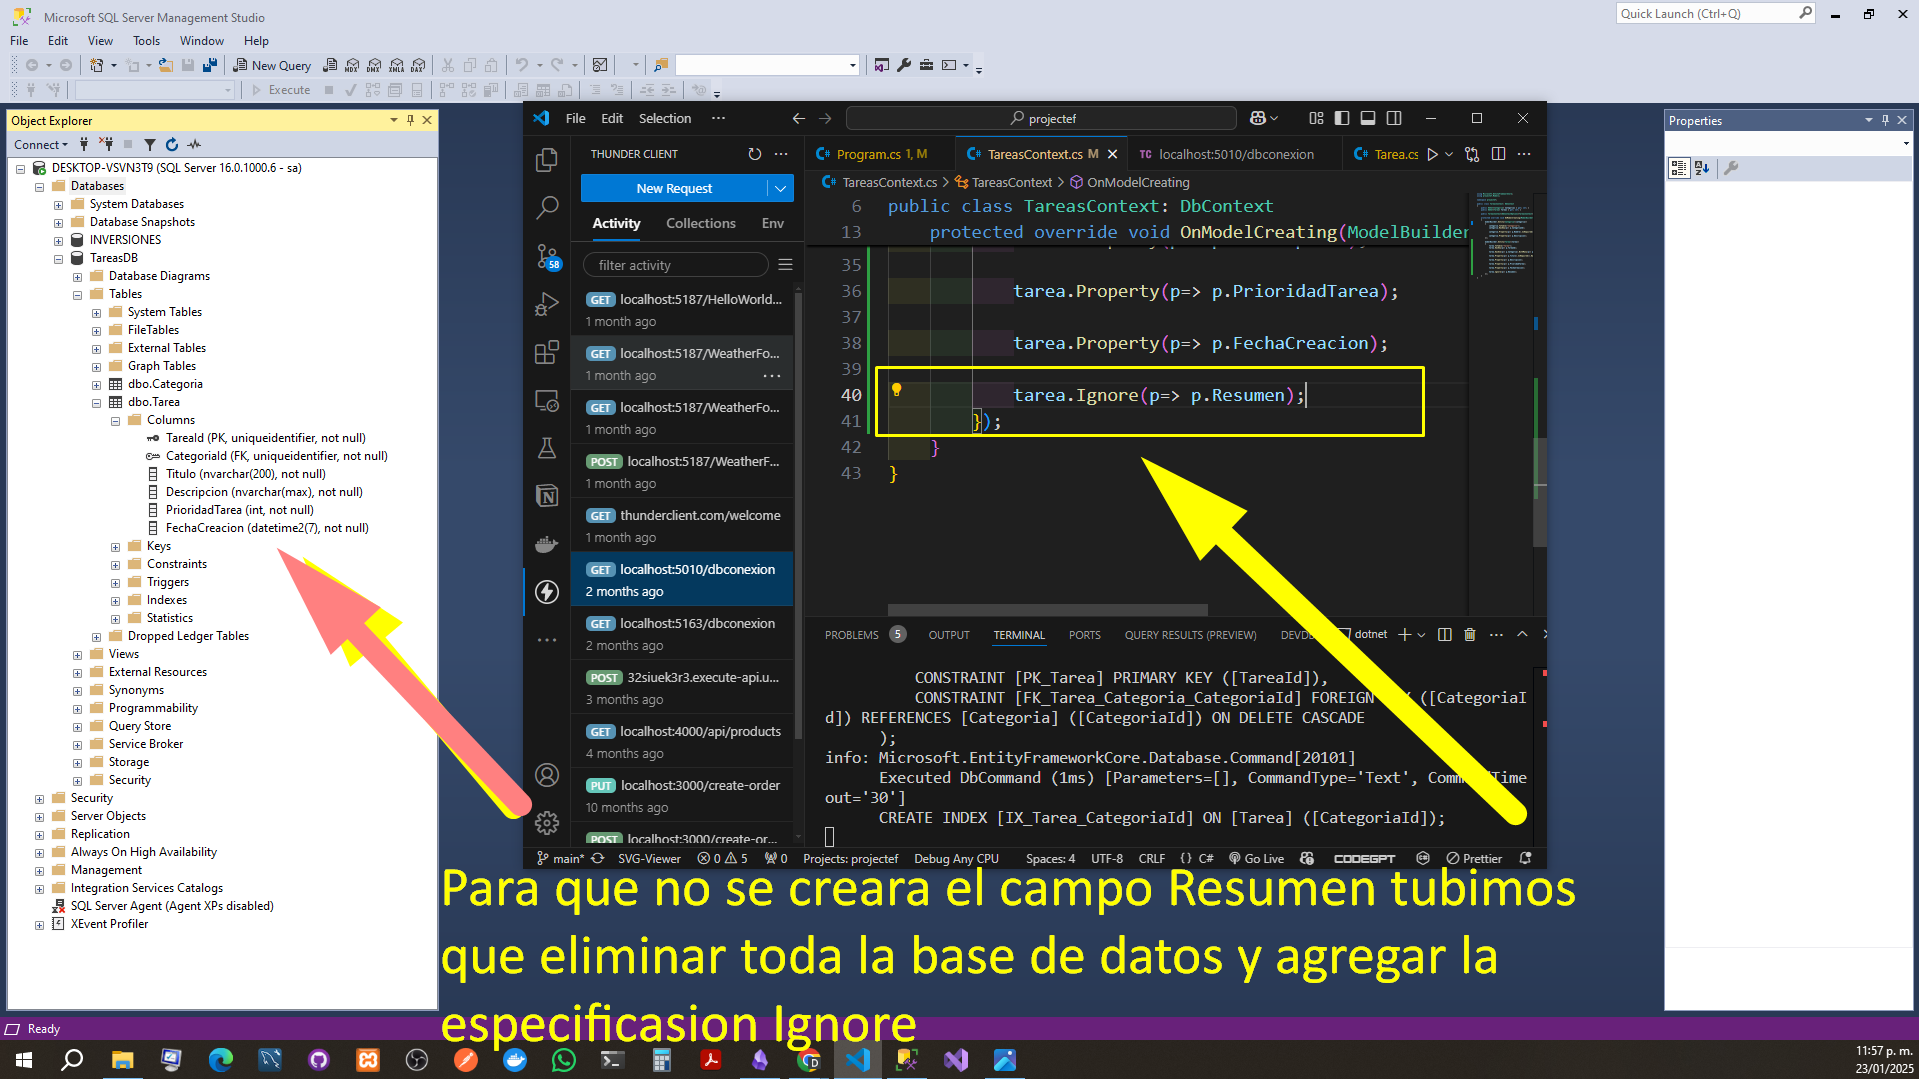 Microsoft SQL Server Management Studio
Quick Launch (Ctrl+Q)
File Edit View Tools Window Help
New Query
MDX DMX XMLA DAX
Execute
Object Explorer
Connect
DESKTOP-VSVN3T9 (SQL Server 16.0.1000.6 - sa)
Databases
System Databases
Database Snapshots
INVERSIONES
TareasDB
Database Diagrams
Tables
System Tables
FileTables
External Tables
Graph Tables
dbo.Categoria
dbo.Tarea
Columns
TareaId (PK, uniqueidentifier, not null)
CategoriaId (FK, uniqueidentifier, not null)
Titulo (nvarchar(200), not null)
Descripcion (nvarchar(max), not null)
PrioridadTarea (int, not null)
FechaCreacion (datetime2(7), not null)
Keys
Constraints
Triggers
Indexes
Statistics
Dropped Ledger Tables
Views
External Resources
Synonyms
Programmability
Query Store
Service Broker
Storage
Security
Security
Server Objects
Replication
Always On High Availability
Management
Integration Services Catalogs
SQL Server Agent (Agent XPs disabled)
XEvent Profiler
File Edit Selection ···
projectef
THUNDER CLIENT
New Request
Activity Collections Env
filter activity
58
GET localhost:5187/HelloWorld...
1 month ago
GET localhost:5187/WeatherFo...
1 month ago
GET localhost:5187/WeatherFo...
1 month ago
POST localhost:5187/WeatherF...
1 month ago
GET thunderclient.com/welcome
1 month ago
GET localhost:5010/dbconexion
2 months ago
GET localhost:5163/dbconexion
2 months ago
POST 32siuek3r3.execute-api.u...
3 months ago
GET localhost:4000/api/products
4 months ago
PUT localhost:3000/create-order
10 months ago
POST localhost:3000/create-or...
Program.cs 1, M
TareasContext.cs M
TC localhost:5010/dbconexion
Tarea.cs
TareasContext.cs > TareasContext > OnModelCreating
6 public class TareasContext: DbContext
13 protected override void OnModelCreating(ModelBuilder
35
36 tarea.Property(p=> p.PrioridadTarea);
37
38 tarea.Property(p=> p.FechaCreacion);
39
40 tarea.Ignore(p=> p.Resumen);
41 });
42 }
43 }
PROBLEMS 5 OUTPUT TERMINAL PORTS QUERY RESULTS (PREVIEW) DEVD dotnet
CONSTRAINT [PK_Tarea] PRIMARY KEY ([TareaId]),
CONSTRAINT [FK_Tarea_Categoria_CategoriaId] FOREIGN KEY ([CategoriaI
d]) REFERENCES [Categoria] ([CategoriaId]) ON DELETE CASCADE
);
info: Microsoft.EntityFrameworkCore.Database.Command[20101]
Executed DbCommand (1ms) [Parameters=[], CommandType='Text', CommandTime
out='30']
CREATE INDEX [IX_Tarea_CategoriaId] ON [Tarea] ([CategoriaId]);
main* SVG-Viewer 0 5 0 Projects: projectef Debug Any CPU Spaces: 4 UTF-8 CRLF {} C# Go Live CODEGPT Prettier
Properties
Para que no se creara el campo Resumen tubimos
que eliminar toda la base de datos y agregar la
especificasion Ignore
Ready
11:57 p. m.
23/01/2025